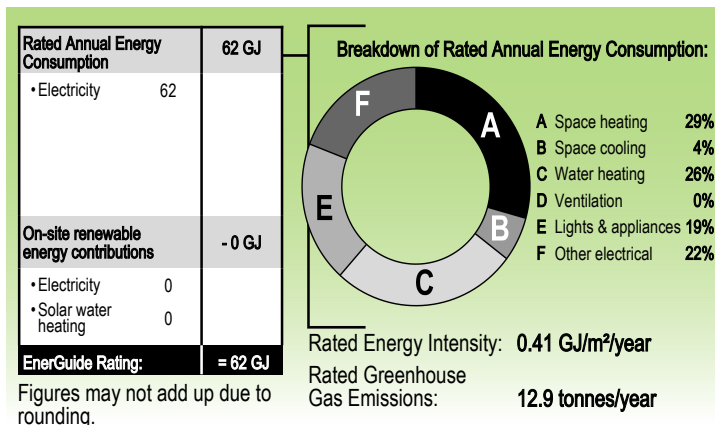 Rated Annual Energy
Consumption
62 GJ
• Electricity 62
On-site renewable
energy contributions
- 0 GJ
• Electricity 0
• Solar water
heating 0
EnerGuide Rating: = 62 GJ
Figures may not add up due to
rounding.
Breakdown of Rated Annual Energy Consumption:
A
B
C
E
F
A Space heating 29%
B Space cooling 4%
C Water heating 26%
D Ventilation 0%
E Lights & appliances 19%
F Other electrical 22%
Rated Energy Intensity: 0.41 GJ/m²/year
Rated Greenhouse
Gas Emissions: 12.9 tonnes/year